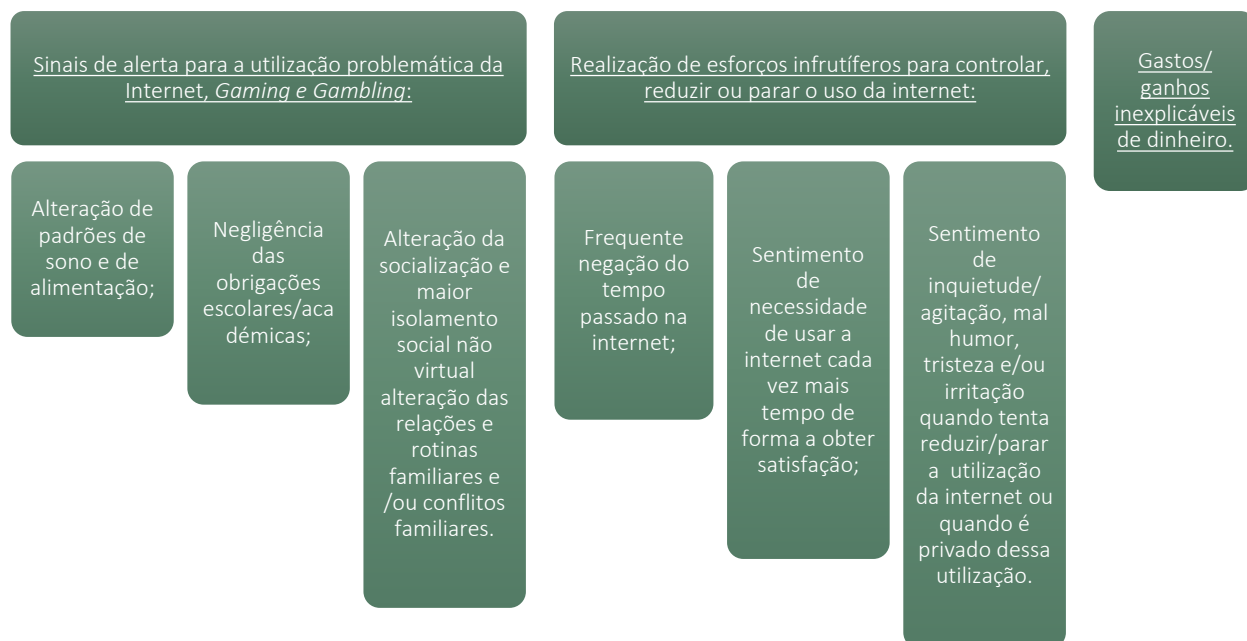 Sinais de alerta para a utilização problemática da
Internet, Gaming e Gambling:
Alteração de
padrões de
sono e de
alimentação;
Negligência
das
obrigações
escolares/aca
démicas;
Alteração da
socialização e
maior
isolamento
social não
virtual
alteração das
relações e
rotinas
familiares e
/ou conflitos
familiares.
Realização de esforços infrutíferos para controlar,
reduzir ou parar o uso da internet:
Frequente
negação do
tempo
passado na
internet;
Sentimento
de
necessidade
de usar a
internet cada
vez mais
tempo de
forma a obter
satisfação;
Sentimento
de
inquietude/
agitação, mal
humor,
tristeza e/ou
irritação
quando tenta
reduzir/parar
a utilização
da internet ou
quando é
privado dessa
utilização.
Gastos/
ganhos
inexplicáveis
de dinheiro.